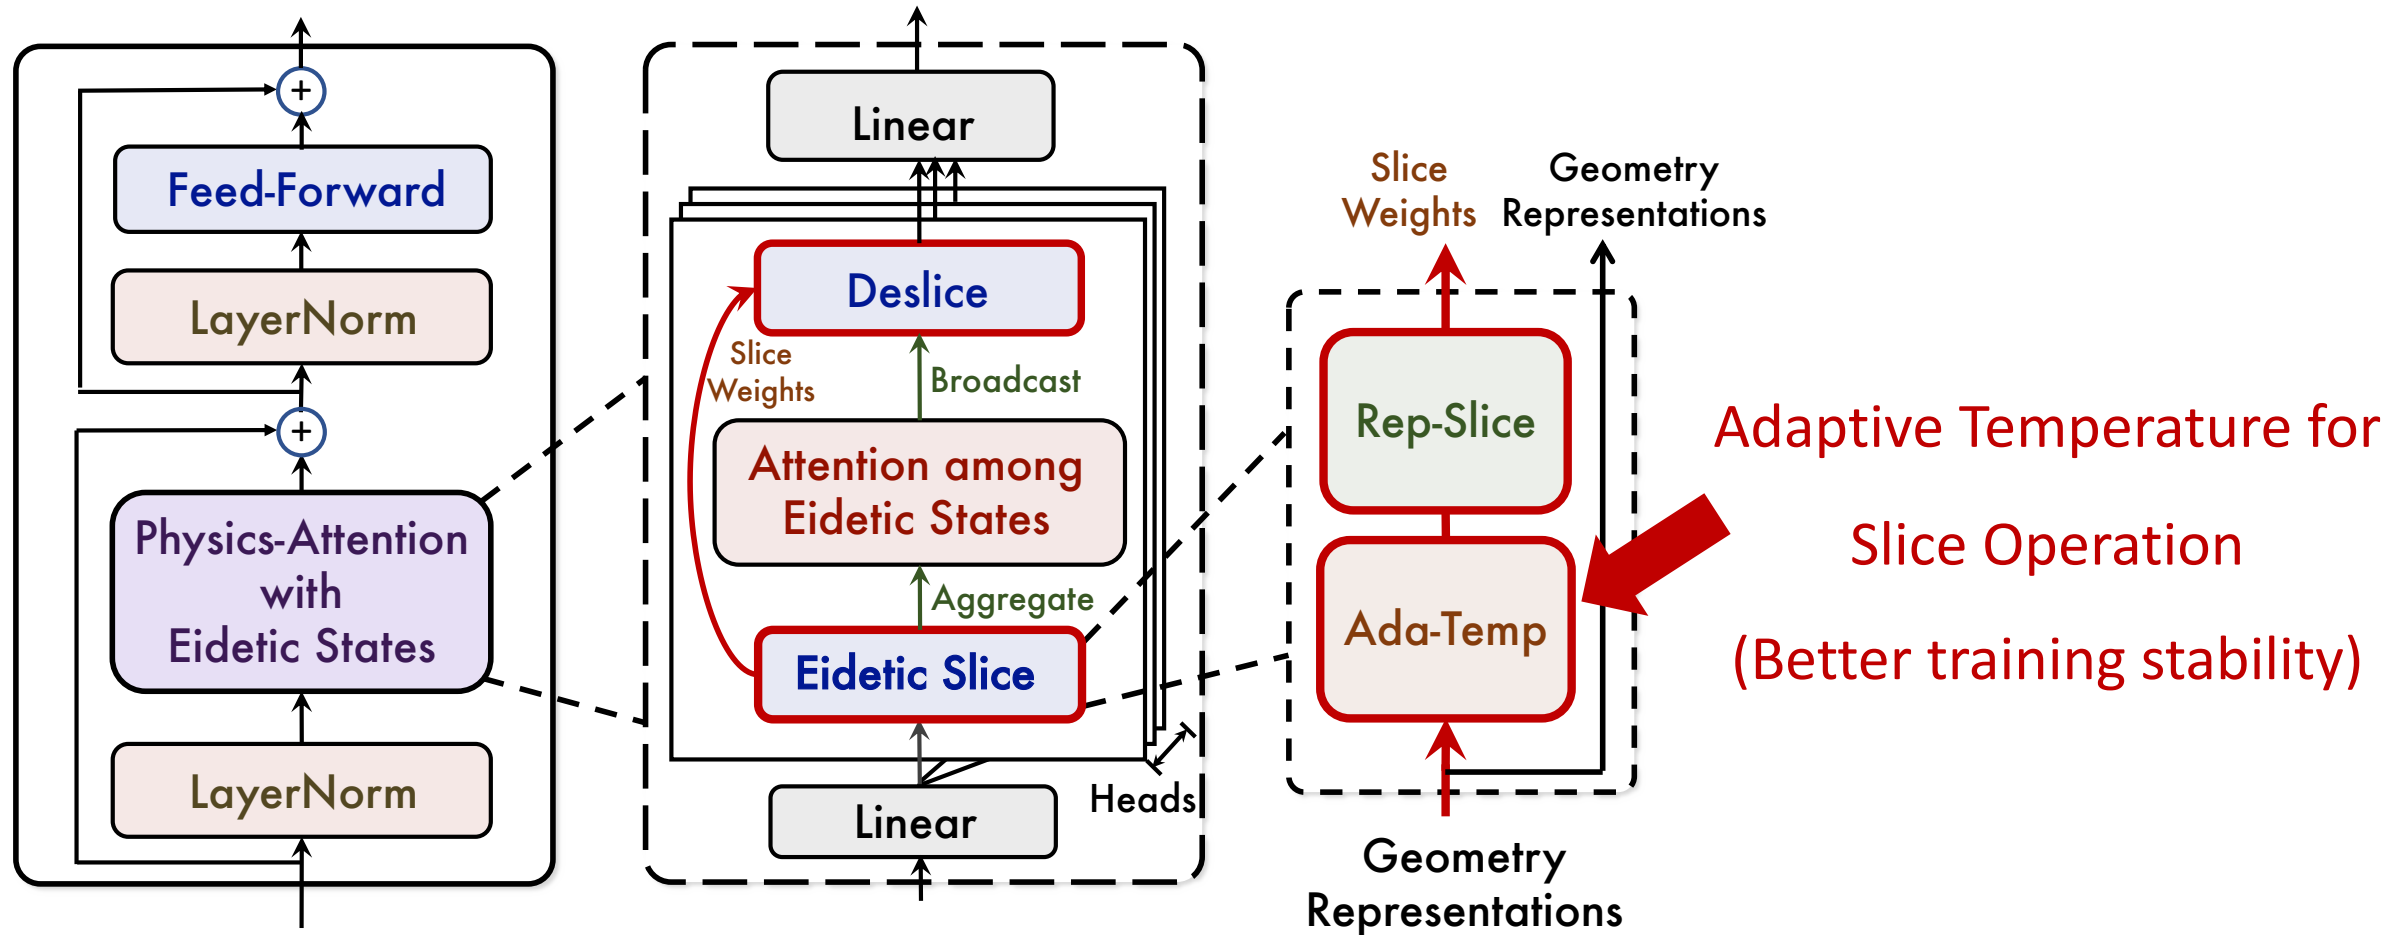 +
Feed-Forward
LayerNorm
+
Physics-Attention
with
Eidetic States
LayerNorm
Linear
Deslice
Slice
Weights
Broadcast
Attention among
Eidetic States
Aggregate
Eidetic Slice
Heads
Linear
Slice
Weights
Geometry
Representations
Rep-Slice
Ada-Temp
Geometry
Representations
Adaptive Temperature for
Slice Operation
(Better training stability)